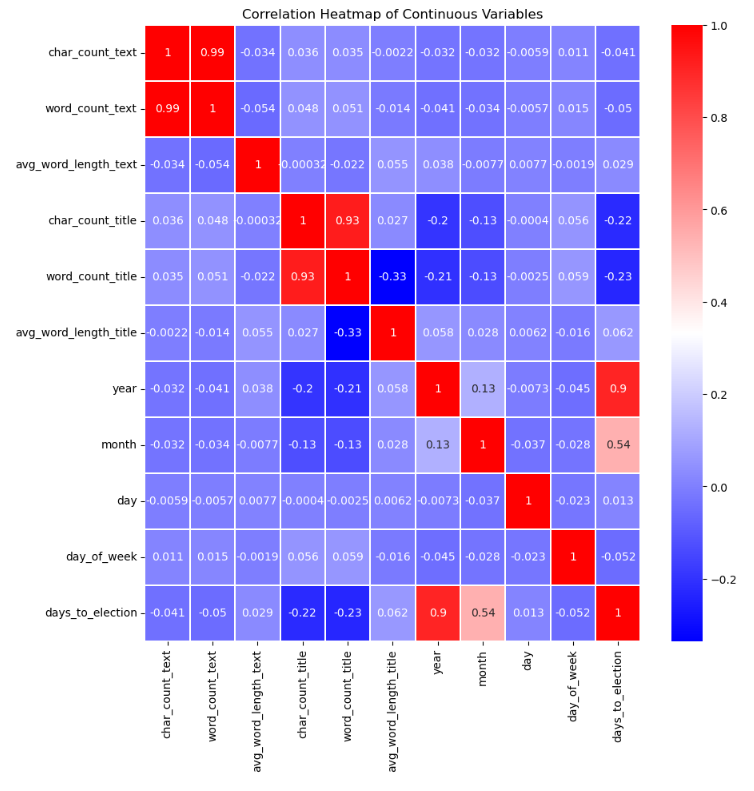 Correlation Heatmap of Continuous Variables
char_count_text 1 0.99 -0.034 0.036 0.035 -0.0022 -0.032 -0.032 -0.0059 0.011 -0.041
word_count_text 0.99 1 -0.054 0.048 0.051 -0.014 -0.041 -0.034 -0.0057 0.015 -0.05
avg_word_length_text -0.034 -0.054 1 -0.00032 -0.022 0.055 0.038 -0.0077 0.0077 -0.0019 0.029
char_count_title 0.036 0.048 -0.00032 1 0.93 0.027 -0.2 -0.13 -0.0004 0.056 -0.22
word_count_title 0.035 0.051 -0.022 0.93 1 -0.33 -0.21 -0.13 -0.0025 0.059 -0.23
avg_word_length_title -0.0022 -0.014 0.055 0.027 -0.33 1 0.058 0.028 0.0062 -0.016 0.062
year -0.032 -0.041 0.038 -0.2 -0.21 0.058 1 0.13 -0.0073 -0.045 0.9
month -0.032 -0.034 -0.0077 -0.13 -0.13 0.028 0.13 1 -0.037 -0.028 0.54
day -0.0059 -0.0057 0.0077 -0.0004 -0.0025 0.0062 -0.0073 -0.037 1 -0.023 0.013
day_of_week 0.011 0.015 -0.0019 0.056 0.059 -0.016 -0.045 -0.028 -0.023 1 -0.052
days_to_election -0.041 -0.05 0.029 -0.22 -0.23 0.062 0.9 0.54 0.013 -0.052 1
char_count_text
word_count_text
avg_word_length_text
char_count_title
word_count_title
avg_word_length_title
year
month
day
day_of_week
days_to_election
1.0
0.8
0.6
0.4
0.2
0.0
−0.2